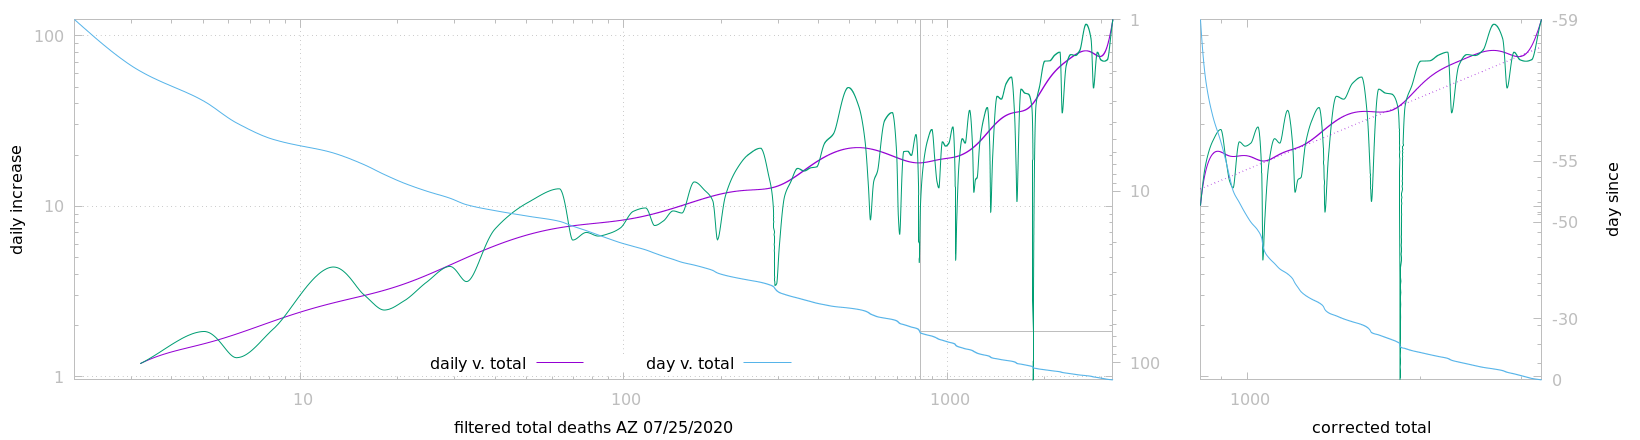 100
10
1
daily increase
10
100
1000
filtered total deaths AZ 07/25/2020
daily v. total
day v. total
1
10
100
1000
corrected total
-59
-55
-50
-30
0
day since